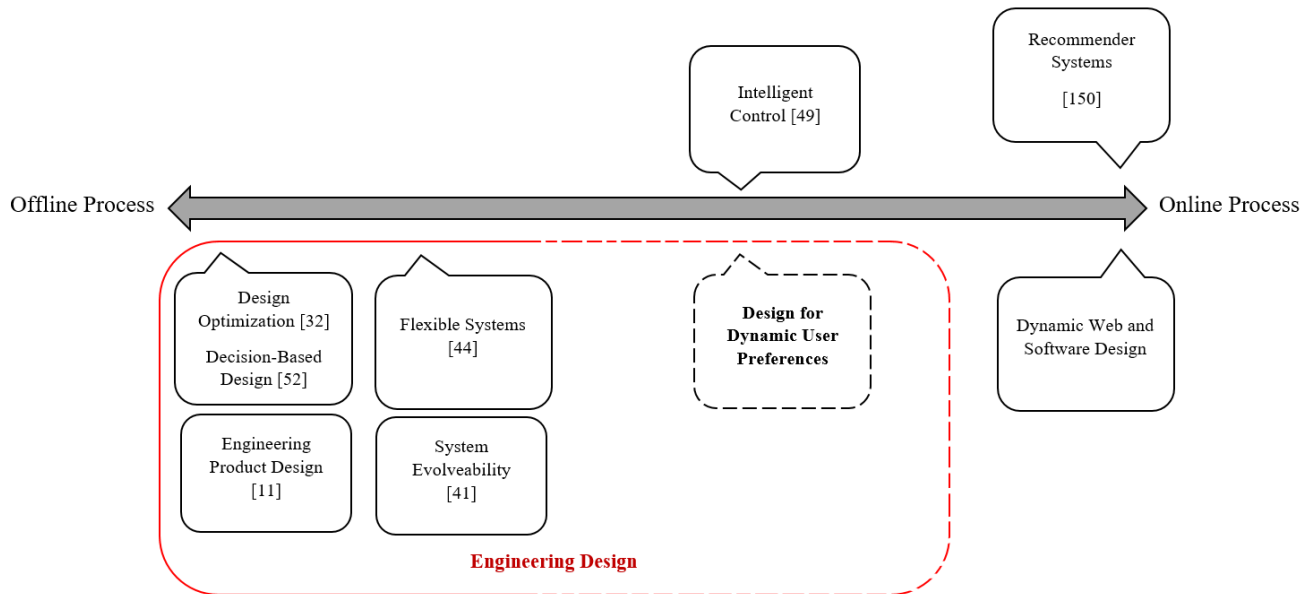 Recommender
Systems
[150]
Intelligent
Control [49]
Offline Process
Online Process
Design
Optimization [32]
Decision-Based
Design [52]
Flexible Systems
[44]
Design for
Dynamic User
Preferences
Dynamic Web and
Software Design
Engineering
Product Design
[11]
System
Evolveability
[41]
Engineering Design